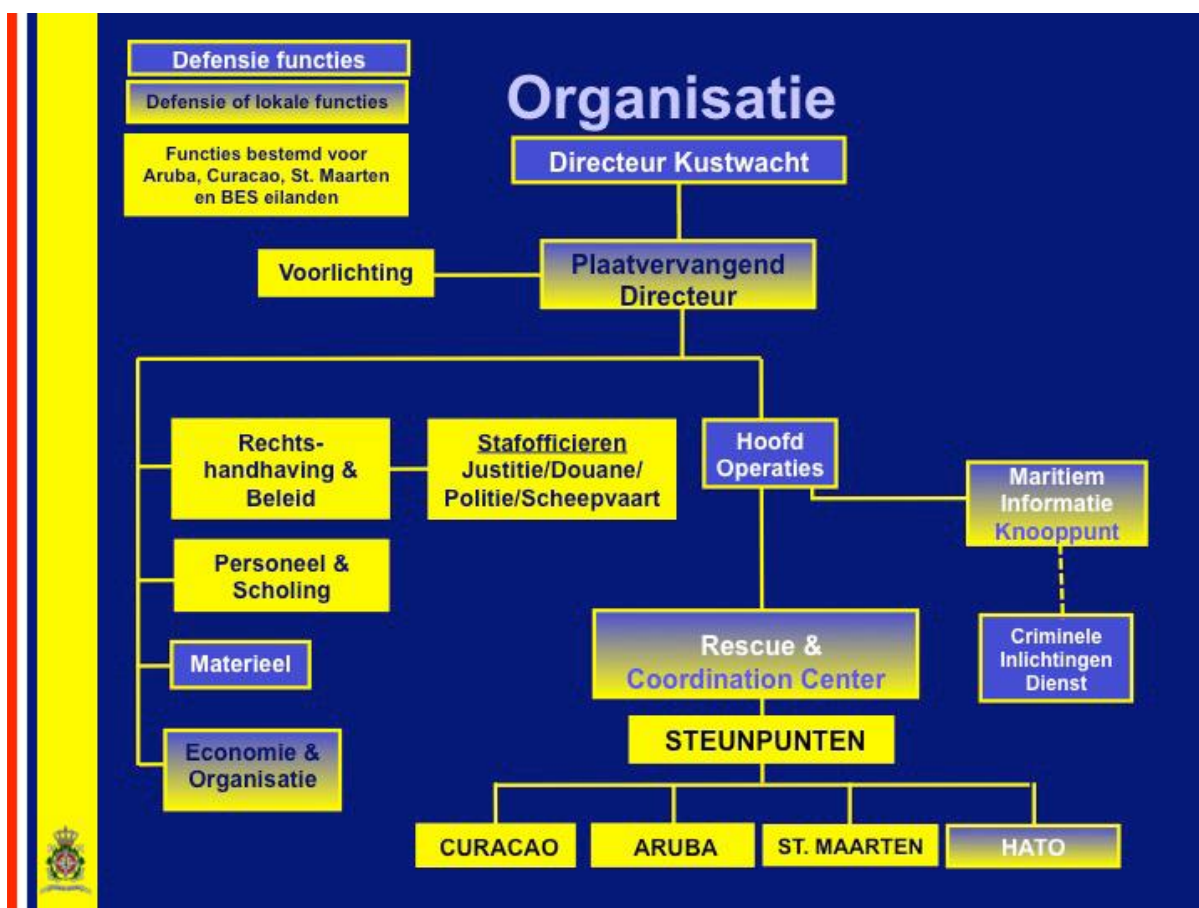 Defensie functies
Defensie of lokale functies
Functies bestemd voor
Aruba, Curacao, St. Maarten
en BES eilanden
Organisatie
Directeur Kustwacht
Voorlichting
Plaatvervangend
Directeur
Rechts-
handhaving &
Beleid
Stafofficieren
Justitie/Douane/
Politie/Scheepvaart
Hoofd
Operaties
Maritiem
Informatie
Knooppunt
Personeel &
Scholing
Materieel
Rescue &
Coordination Center
Criminele
Inlichtingen
Dienst
Economie &
Organisatie
STEUNPUNTEN
CURACAO
ARUBA
ST. MAARTEN
HATO